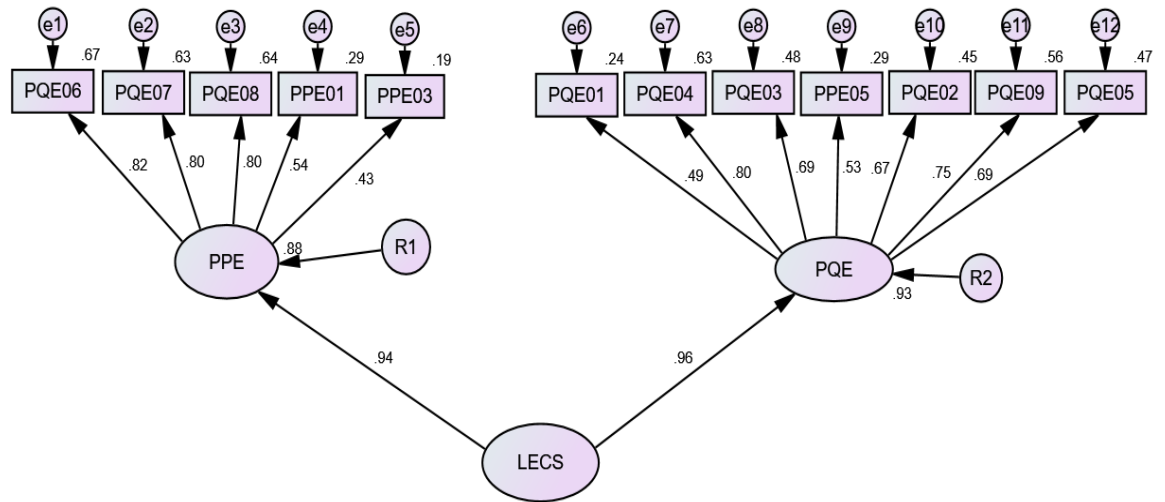 e1 e2 e3 e4 e5 e6 e7 e8 e9 e10 e11 e12
.67 .63 .64 .29 .19 .24 .63 .48 .29 .45 .56 .47
PQE06 PQE07 PQE08 PPE01 PPE03 PQE01 PQE04 PQE03 PPE05 PQE02 PQE09 PQE05
.82 .80 .80 .54 .43 .49 .80 .69 .53 .67 .75 .69
PPE .88 R1 PQE .93 R2
.94 .96
LECS